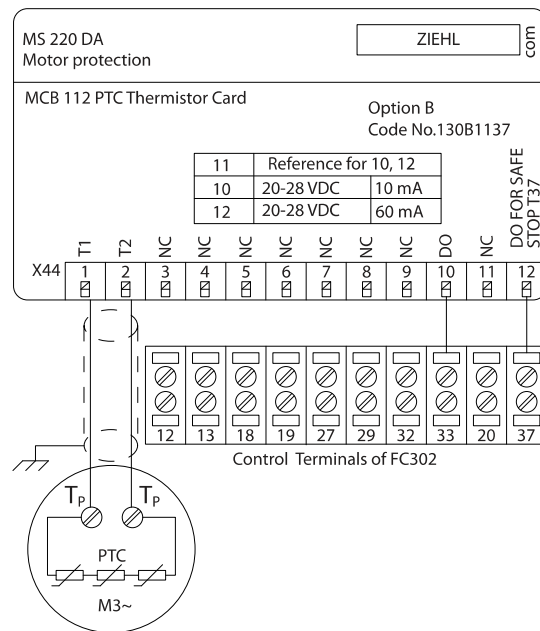 MS 220 DA
Motor protection
ZIEHL
com
MCB 112 PTC Thermistor Card
Option B
Code No.130B1137
11 Reference for 10, 12
10 20-28 VDC 10 mA
12 20-28 VDC 60 mA
T1 T2 NC NC NC NC NC NC NC DO NC DO FOR SAFE
STOP T37
X44 1 2 3 4 5 6 7 8 9 10 11 12
12 13 18 19 27 29 32 33 20 37
Control Terminals of FC302
TP TP
PTC
M3~